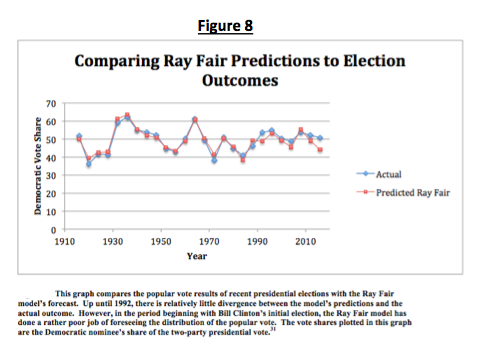 Figure 8
Comparing Ray Fair Predictions to Election
Outcomes
70
60
50
40
30
20
10
0
Democratic Vote Share
1910
1930
1950
1970
1990
2010
Year
Actual
Predicted Ray Fair
This graph compares the popular vote results of recent presidential elections with the Ray Fair
model's forecast. Up until 1992, there is relatively little divergence between the model's predictions and the
actual outcome. However, in the period beginning with Bill Clinton's initial election, the Ray Fair model has
done a rather poor job of foreseeing the distribution of the popular vote. The vote shares plotted in this graph
are the Democratic nominee's share of the two-party presidential vote.31